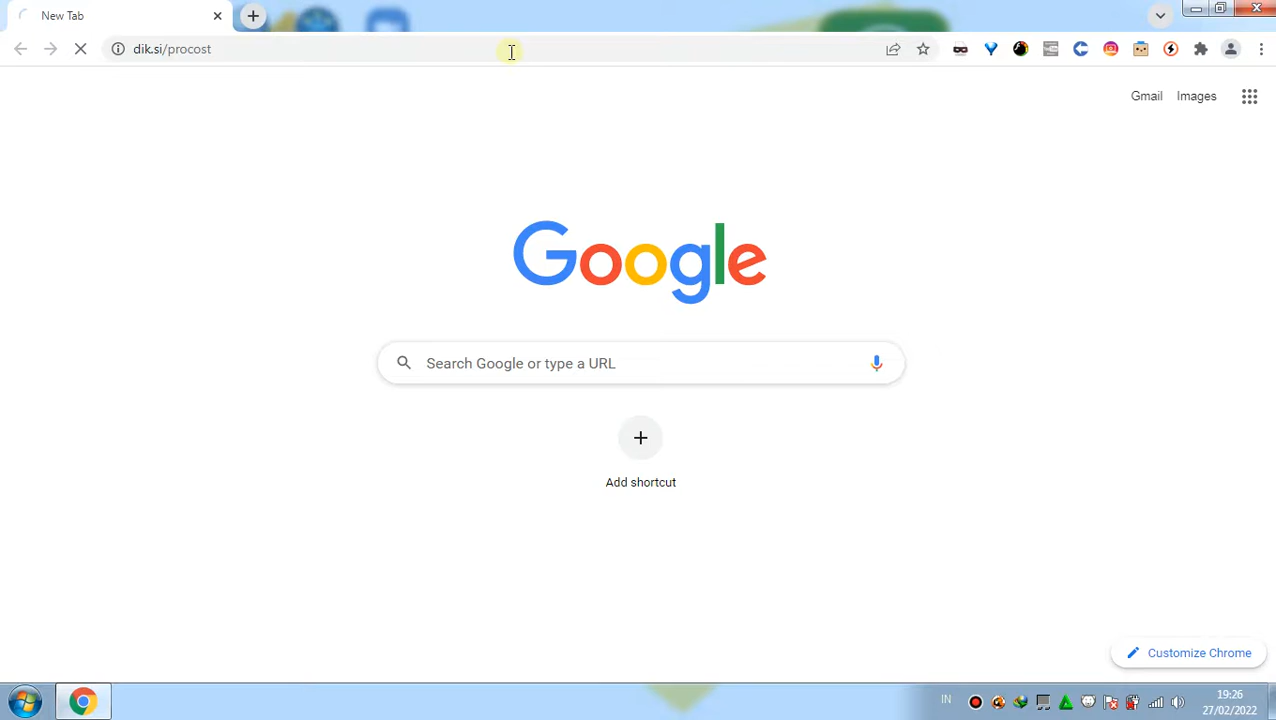 New Tab
dik.si/procost
Gmail
Images
Google
Search Google or type a URL
Add shortcut
Customize Chrome
IN
19:26
27/02/2022